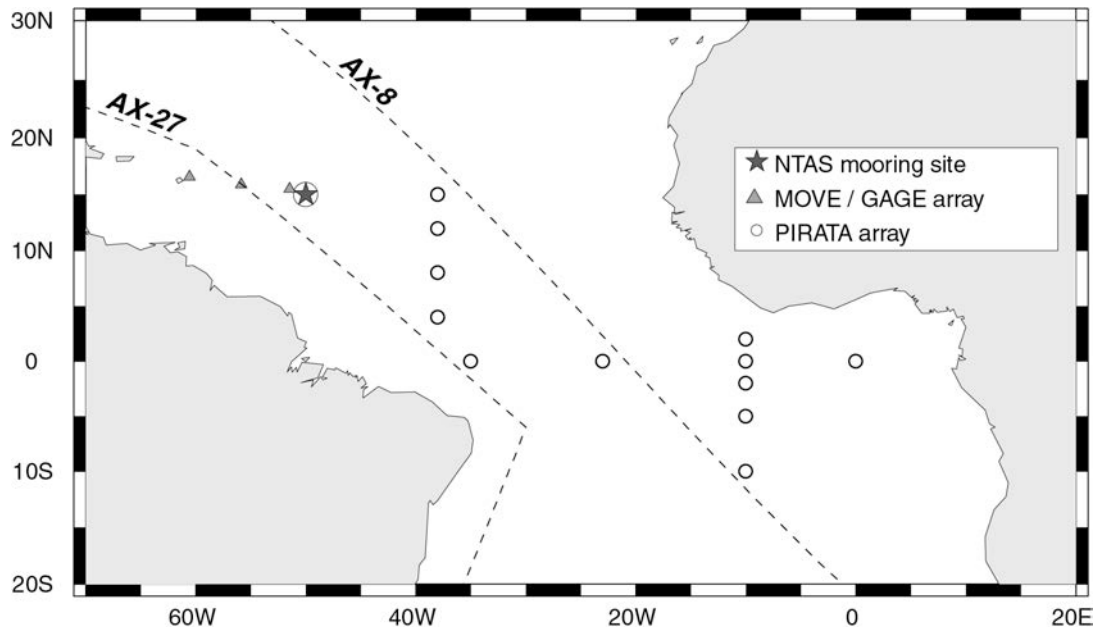 30N
20N
10N
0
10S
20S
AX-27
AX-8
NTAS mooring site
MOVE / GAGE array
PIRATA array
60W
40W
20W
0
20E